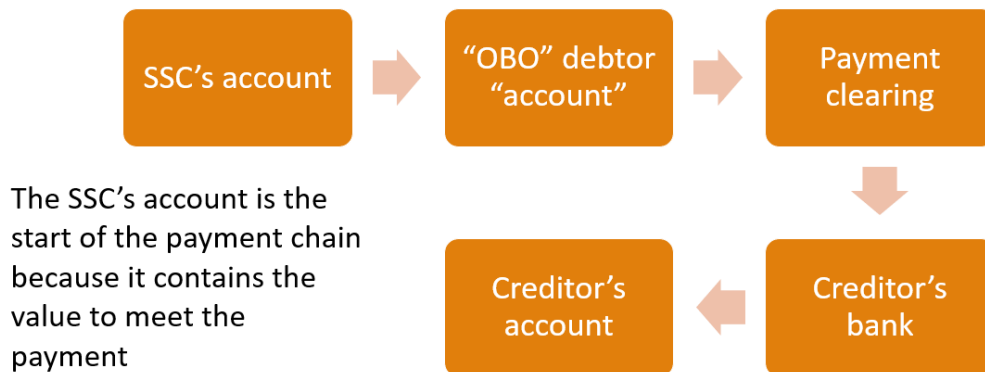 SSC’s account
“OBO” debtor
“account”
Payment
clearing
The SSC’s account is the
start of the payment chain
because it contains the
value to meet the
payment
Creditor’s
account
Creditor’s
bank